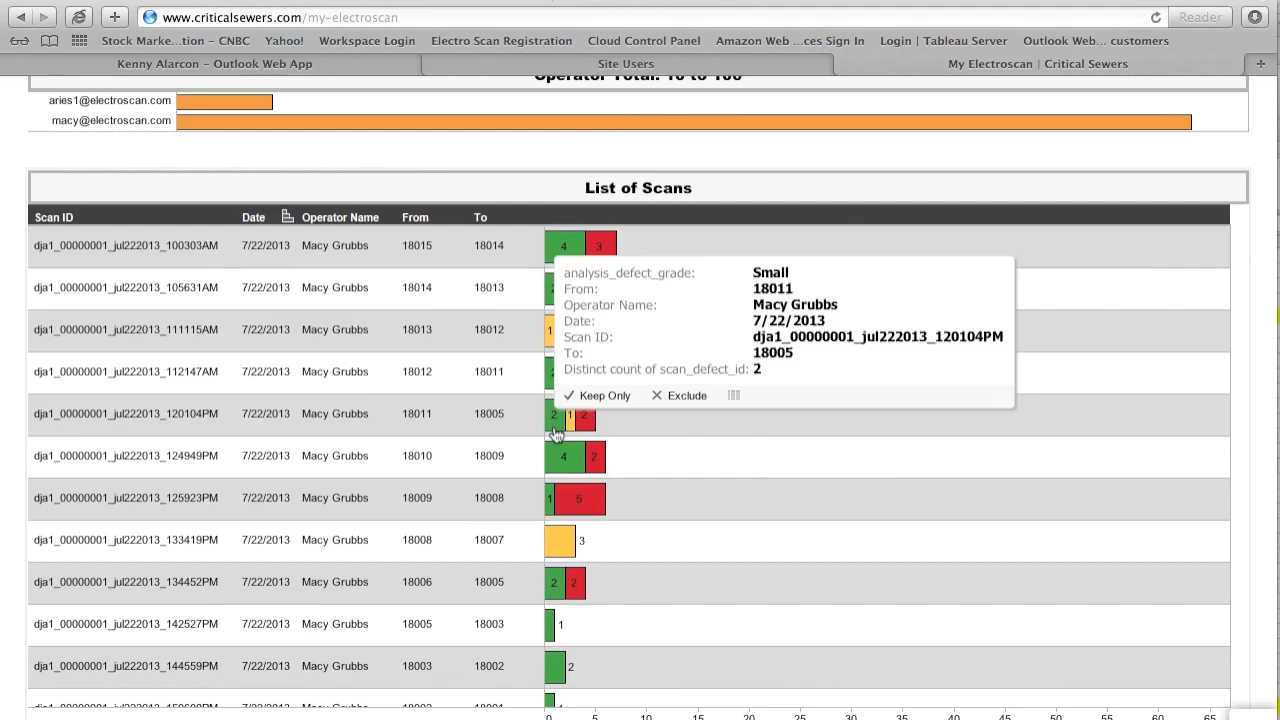 www.criticalsewers.com/my-electroscan
Reader
Stock Marke...tion – CNBC Yahoo! Workspace Login Electro Scan Registration Cloud Control Panel Amazon Web ...ces Sign In Login | Tableau Server Outlook Web... customers
Kenny Alarcon – Outlook Web App Site Users My Electroscan | Critical Sewers
Operator Total: 10 to 100
aries1@electroscan.com
macy@electroscan.com
List of Scans
Scan ID Date Operator Name From To
dja1_00000001_jul222013_100303AM 7/22/2013 Macy Grubbs 18015 18014 4 3
dja1_00000001_jul222013_105631AM 7/22/2013 Macy Grubbs 18014 18013
dja1_00000001_jul222013_111115AM 7/22/2013 Macy Grubbs 18013 18012 1
dja1_00000001_jul222013_112147AM 7/22/2013 Macy Grubbs 18012 18011
analysis_defect_grade: Small
From: 18011
Operator Name: Macy Grubbs
Date: 7/22/2013
Scan ID: dja1_00000001_jul222013_120104PM
To: 18005
Distinct count of scan_defect_id: 2
Keep Only Exclude
dja1_00000001_jul222013_120104PM 7/22/2013 Macy Grubbs 18011 18005 2 1 2
dja1_00000001_jul222013_124949PM 7/22/2013 Macy Grubbs 18010 18009 4 2
dja1_00000001_jul222013_125923PM 7/22/2013 Macy Grubbs 18009 18008 1 5
dja1_00000001_jul222013_133419PM 7/22/2013 Macy Grubbs 18008 18007 3
dja1_00000001_jul222013_134452PM 7/22/2013 Macy Grubbs 18006 18005 2 2
dja1_00000001_jul222013_142527PM 7/22/2013 Macy Grubbs 18005 18003 1
dja1_00000001_jul222013_144559PM 7/22/2013 Macy Grubbs 18003 18002 2
0 5 10 15 20 25 30 35 40 45 50 55 60 65